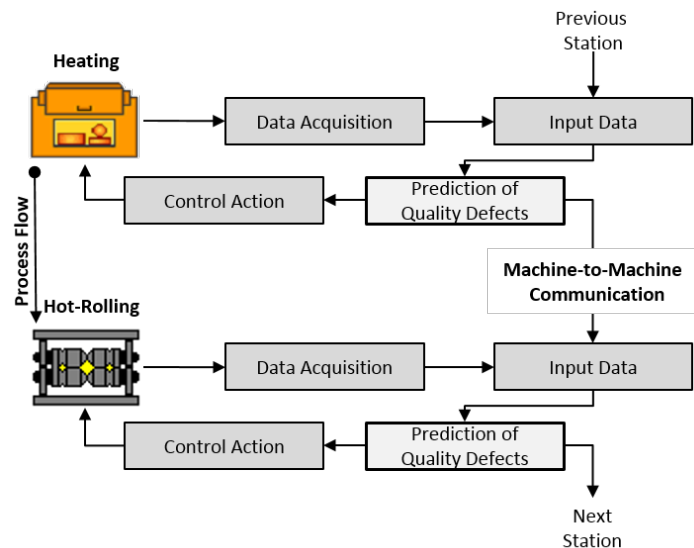 Previous
Station
Heating
Data Acquisition
Input Data
Control Action
Prediction of
Quality Defects
Process Flow
Machine-to-Machine
Communication
Hot-Rolling
Data Acquisition
Input Data
Control Action
Prediction of
Quality Defects
Next
Station